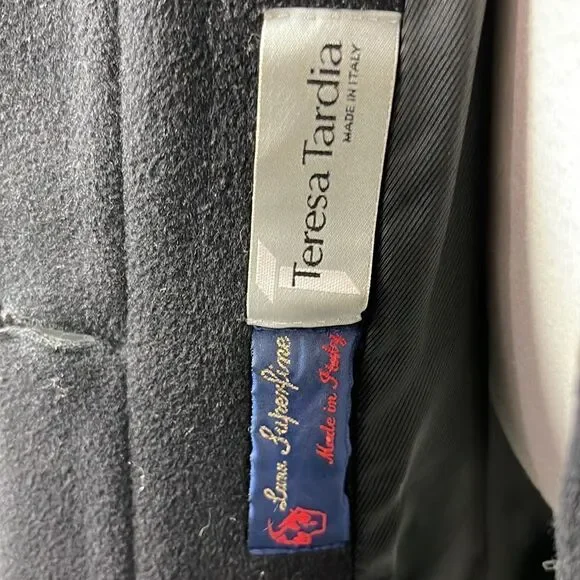 Teresa Tardia
MADE IN ITALY
Lana Superfine
Made in Italy